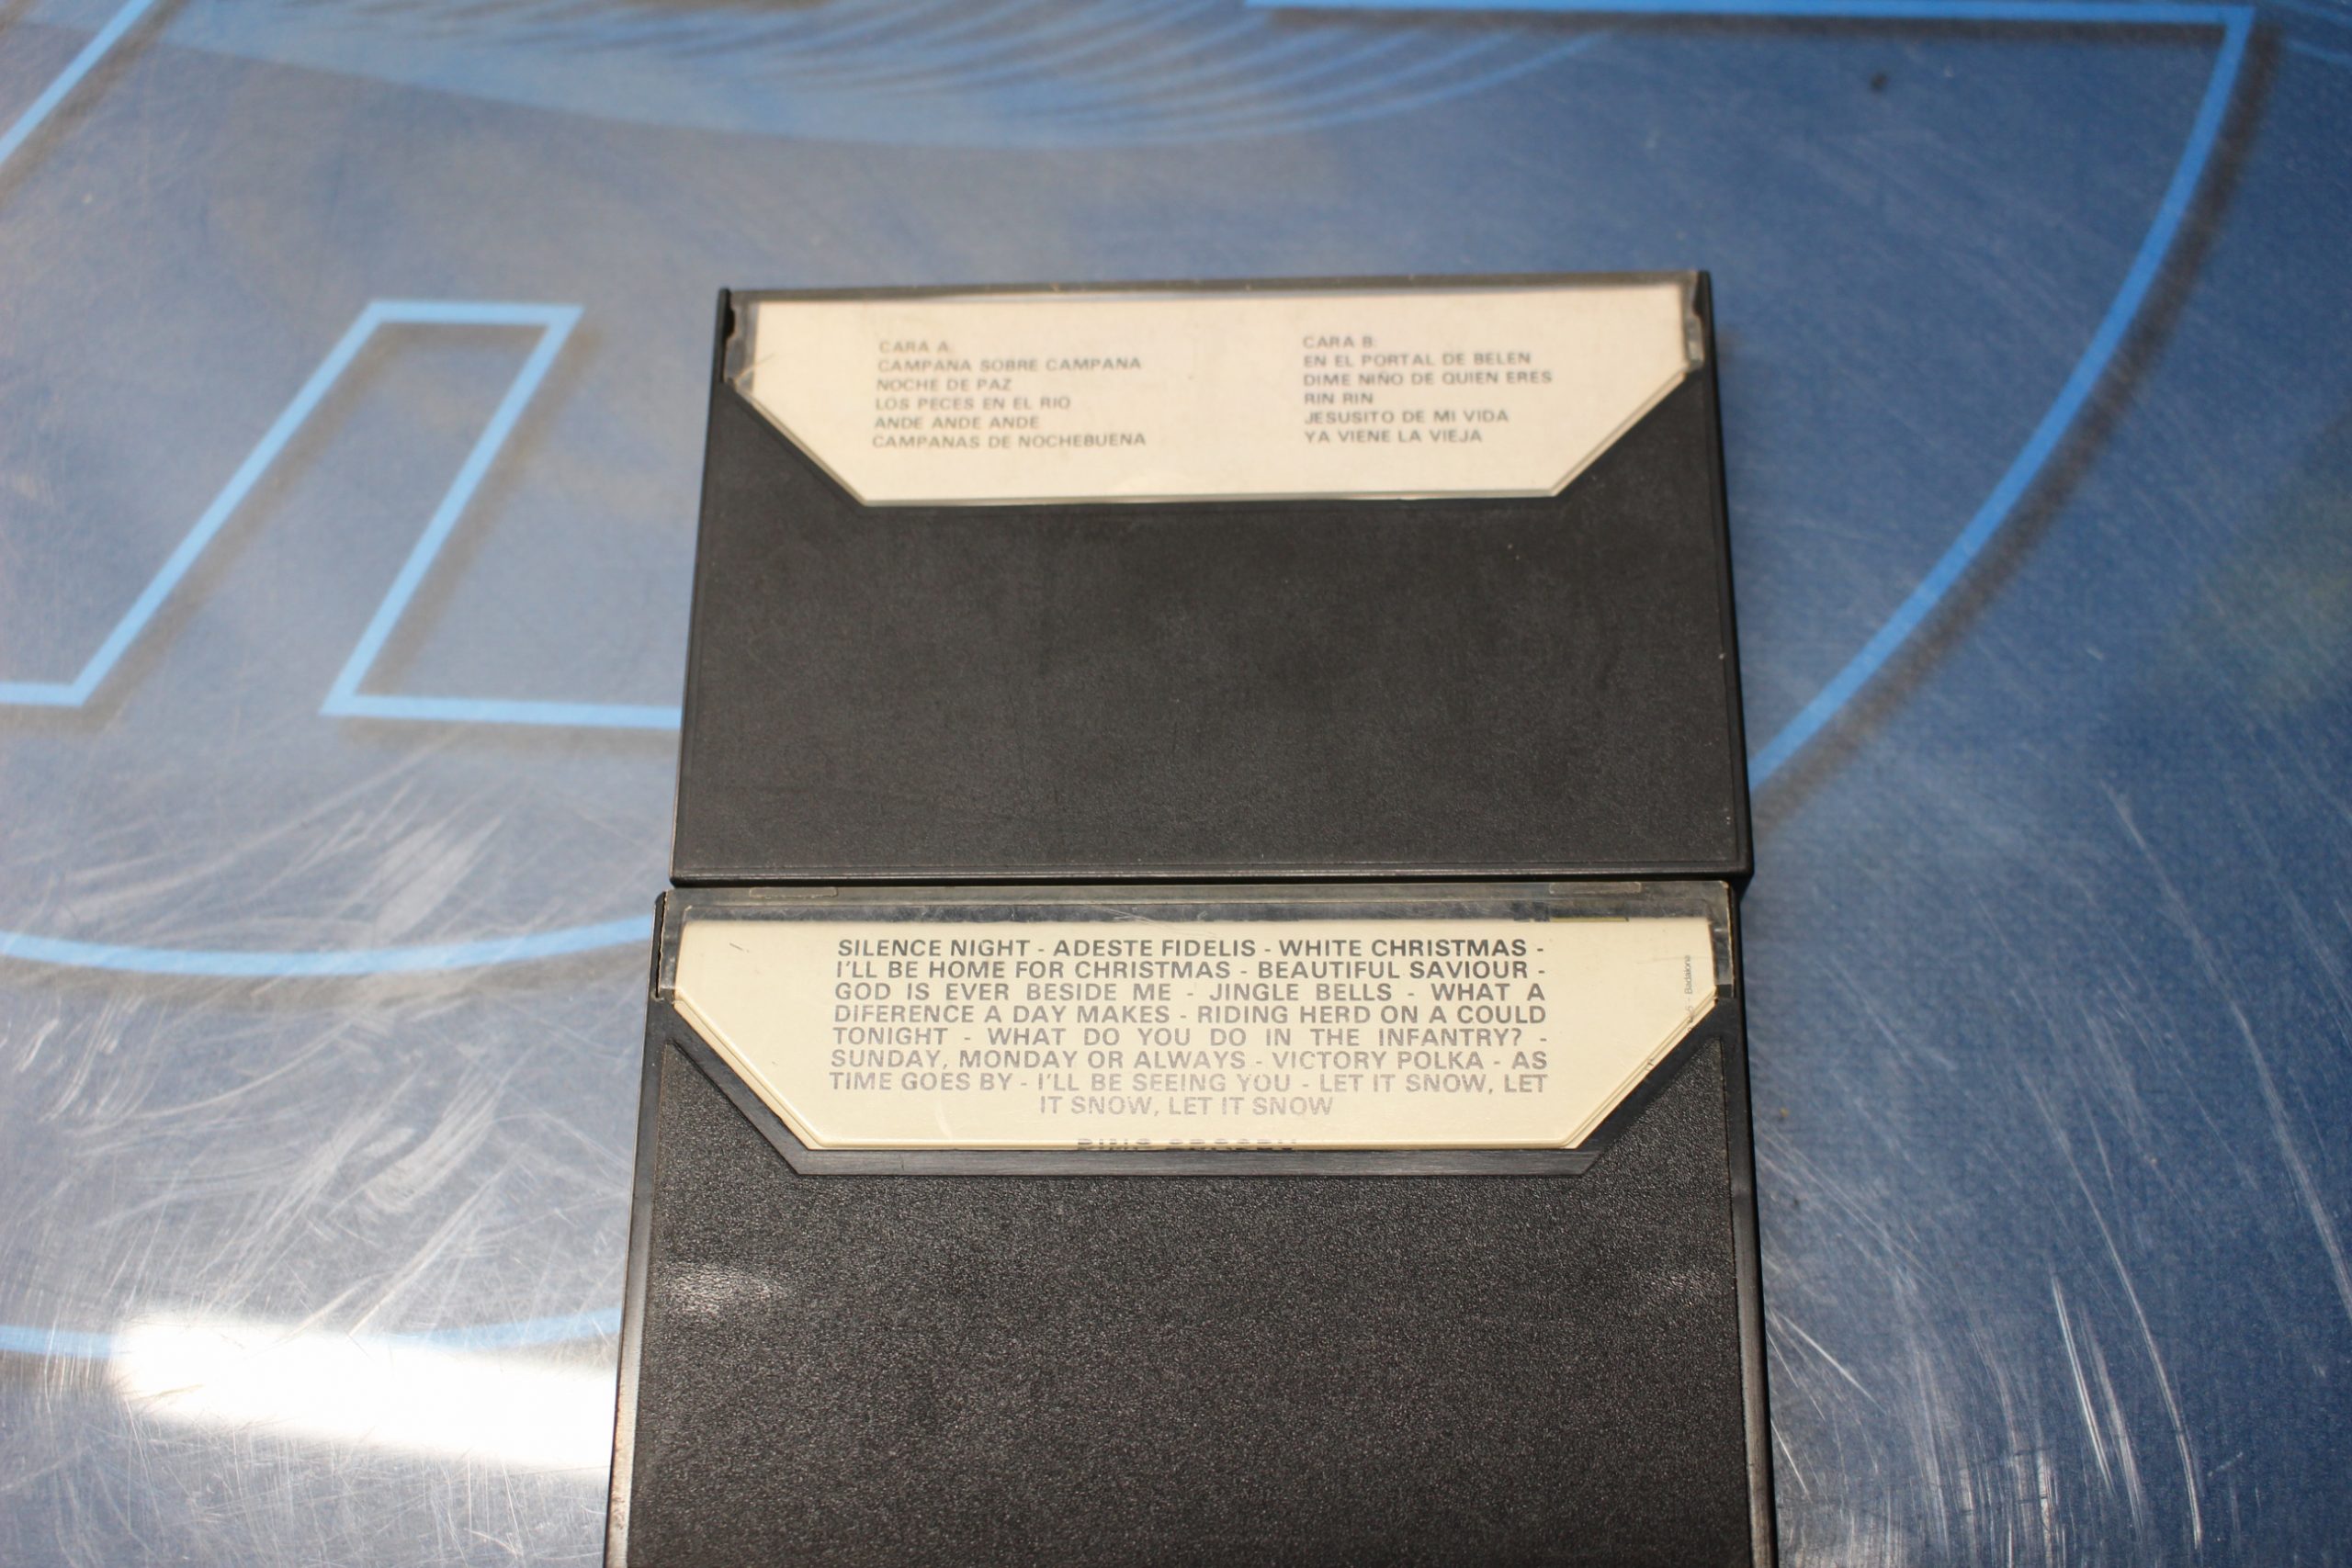 CARA A:
CAMPANA SOBRE CAMPANA
NOCHE DE PAZ
LOS PECES EN EL RIO
ANDE ANDE ANDE
CAMPANAS DE NOCHEBUENA
CARA B:
EN EL PORTAL DE BELEN
DIME NIÑO DE QUIEN ERES
RIN RIN
JESUSITO DE MI VIDA
YA VIENE LA VIEJA
SILENCE NIGHT - ADESTE FIDELIS - WHITE CHRISTMAS -
I'LL BE HOME FOR CHRISTMAS - BEAUTIFUL SAVIOUR -
GOD IS EVER BESIDE ME - JINGLE BELLS - WHAT A
DIFERENCE A DAY MAKES - RIDING HERD ON A COULD
TONIGHT - WHAT DO YOU DO IN THE INFANTRY? -
SUNDAY, MONDAY OR ALWAYS - VICTORY POLKA - AS
TIME GOES BY - I'LL BE SEEING YOU - LET IT SNOW, LET
IT SNOW, LET IT SNOW
Badalona